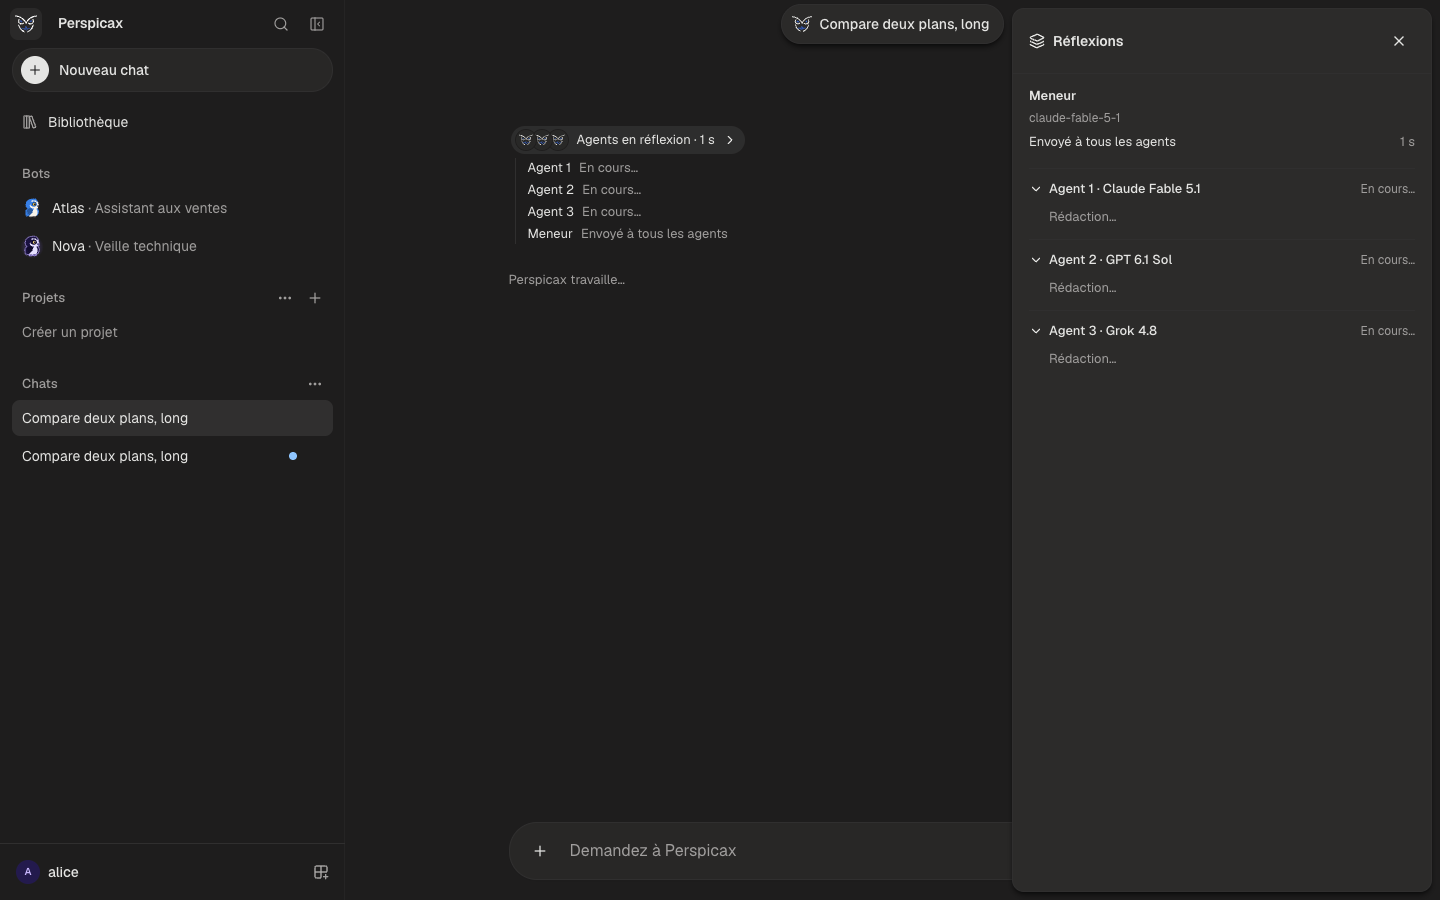 Perspicax
Nouveau chat
Bibliothèque
Bots
Atlas · Assistant aux ventes
Nova · Veille technique
Projets
Créer un projet
Chats
Compare deux plans, long
Compare deux plans, long
A alice
Compare deux plans, long
Agents en réflexion · 1 s
Agent 1 En cours…
Agent 2 En cours…
Agent 3 En cours…
Meneur Envoyé à tous les agents
Perspicax travaille…
Demandez à Perspicax
Réflexions
Meneur
claude-fable-5-1
Envoyé à tous les agents 1 s
Agent 1 · Claude Fable 5.1 En cours…
Rédaction…
Agent 2 · GPT 6.1 Sol En cours…
Rédaction…
Agent 3 · Grok 4.8 En cours…
Rédaction…